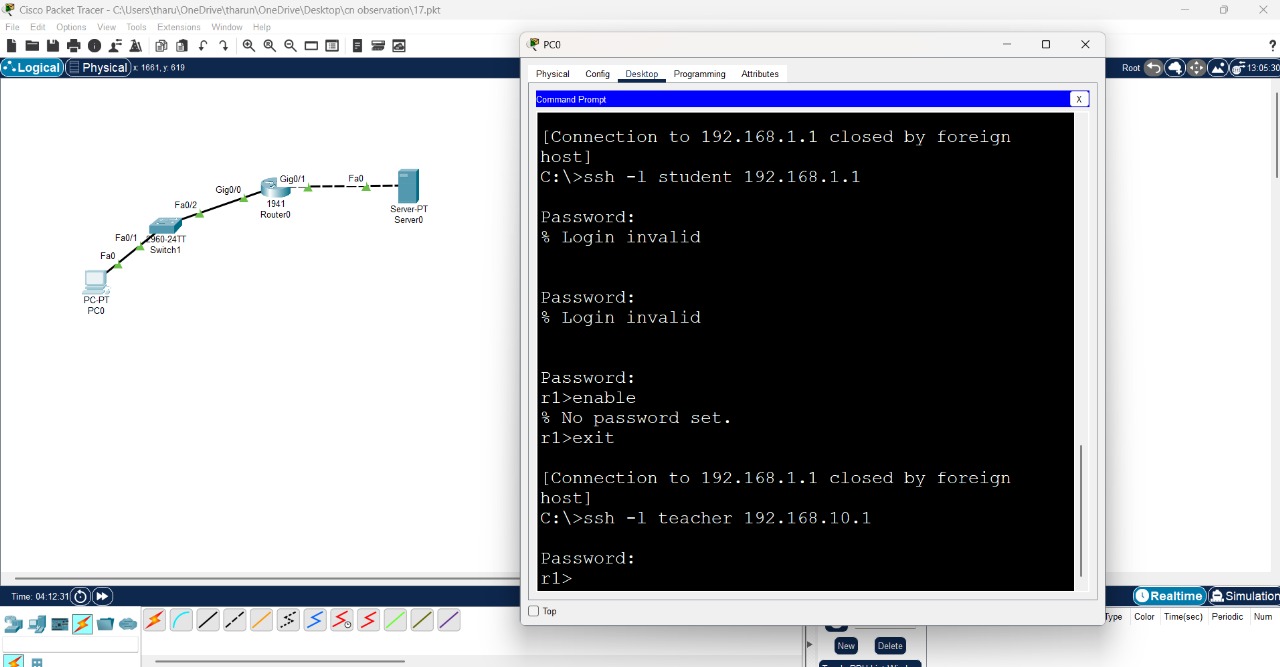 Cisco Packet Tracer - C:\Users\tharu\OneDrive\tharun\OneDrive\Desktop\cn observation\17.pkt
File Edit Options View Tools Extensions Window Help
?
Logical Physical x: 1661, y: 619
Root 13:05:30
PC0
Physical Config Desktop Programming Attributes
Command Prompt
X
[Connection to 192.168.1.1 closed by foreign
host]
C:\>ssh -l student 192.168.1.1
Password:
% Login invalid
Password:
% Login invalid
Password:
r1>enable
% No password set.
r1>exit
[Connection to 192.168.1.1 closed by foreign
host]
C:\>ssh -l teacher 192.168.10.1
Password:
r1>
Top
Gig0/1
Fa0
Gig0/0
1941
Router0
Server-PT
Server0
Fa0/2
Fa0/1
2960-24TT
Switch1
Fa0
PC-PT
PC0
Time: 04:12:31
Realtime Simulation
Type Color Time(sec) Periodic Num
New Delete